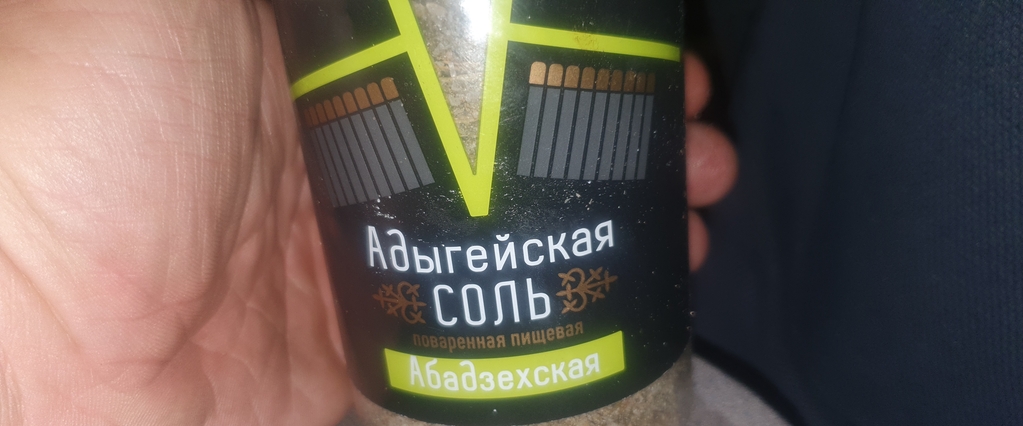 Адыгейская
СОЛЬ
поваренная пищевая
Абадзехская